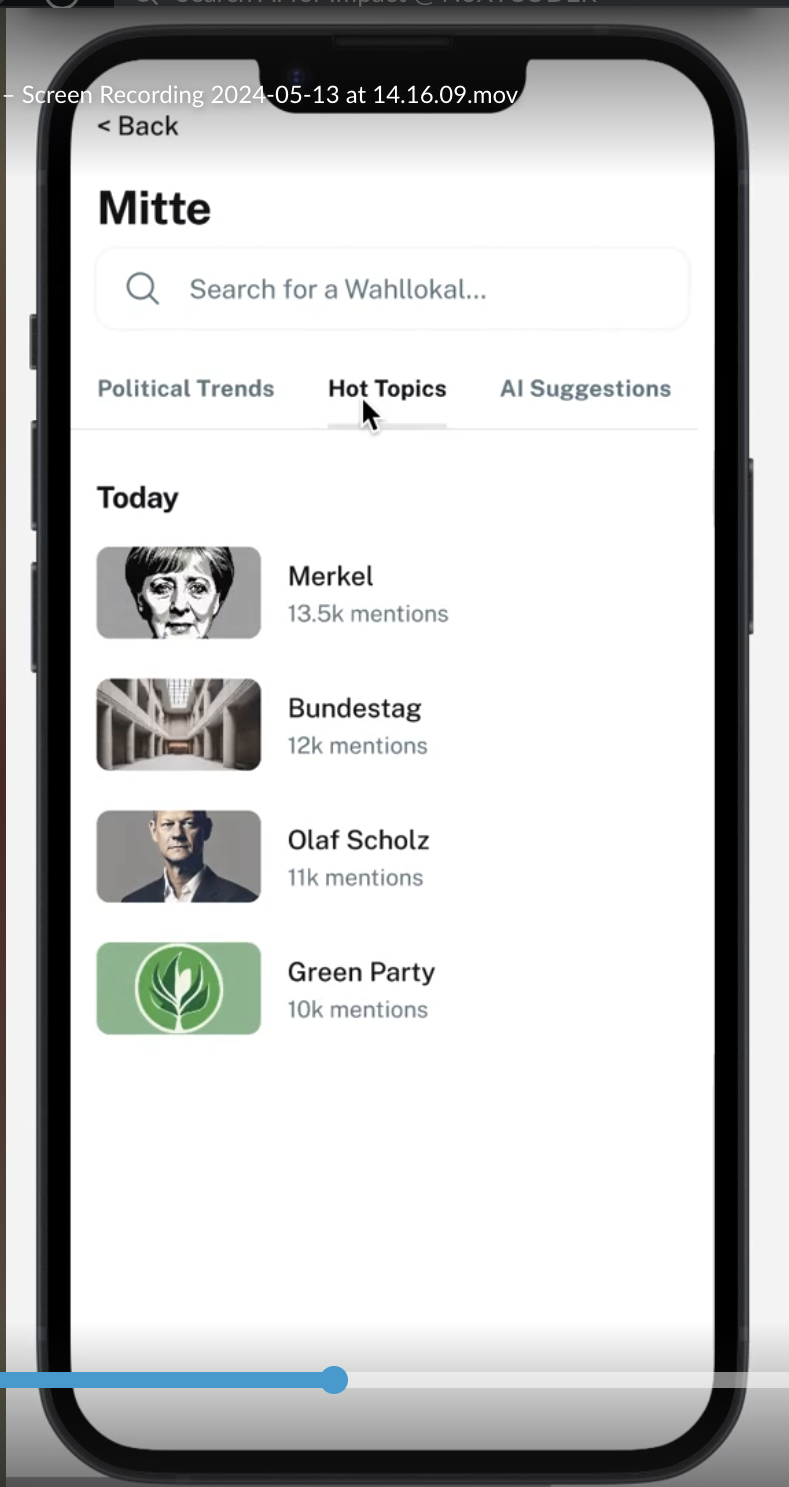 – Screen Recording 2024-05-13 at 14.16.09.mov
< Back
Mitte
Search for a Wahllokal...
Political Trends Hot Topics AI Suggestions
Today
Merkel
13.5k mentions
Bundestag
12k mentions
Olaf Scholz
11k mentions
Green Party
10k mentions